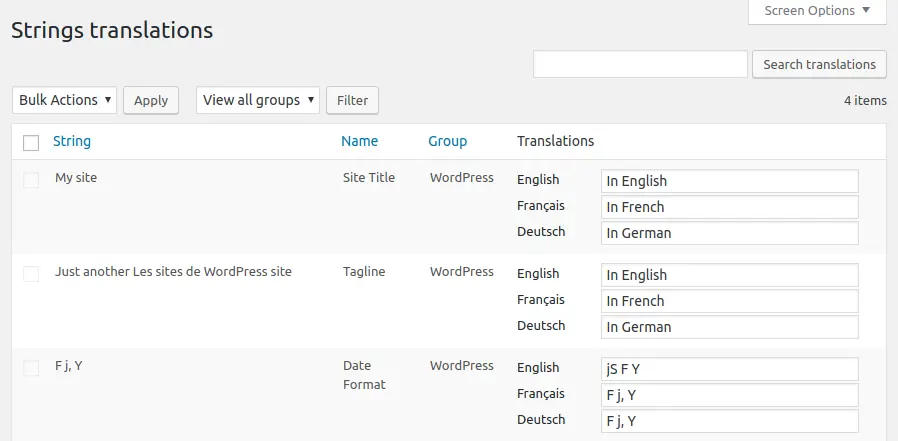 Screen Options
Strings translations
Search translations
Bulk Actions Apply View all groups Filter 4 items
String Name Group Translations
My site Site Title WordPress English In English
Français In French
Deutsch In German
Just another Les sites de WordPress site Tagline WordPress English In English
Français In French
Deutsch In German
F j, Y Date WordPress English jS F Y
Format Français F j, Y
Deutsch F j, Y